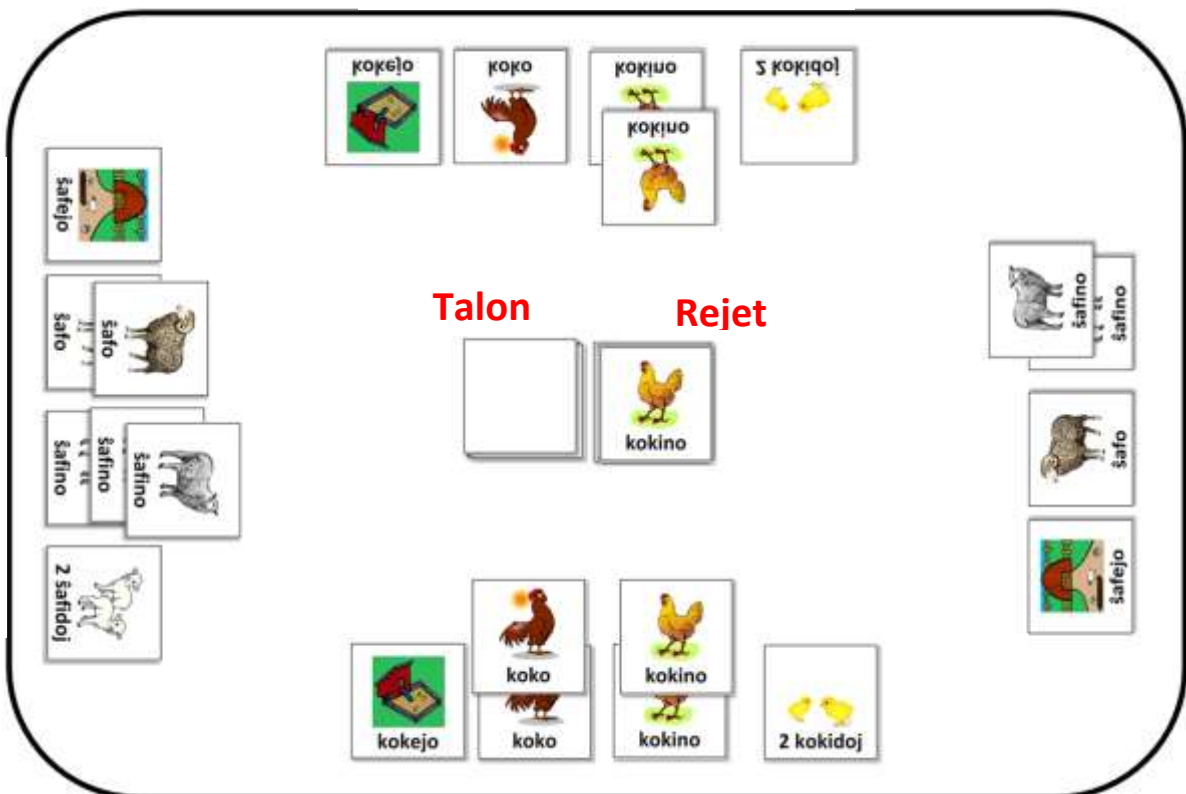 kokejo
koko
kokino
2 kokidoj
kokino
šafejo
šafo
šafo
šafino
šafino
šafino
2 šafidoj
Talon
Rejet
kokino
šafino
šafino
šafo
šafejo
koko
kokino
kokejo
koko
kokino
2 kokidoj